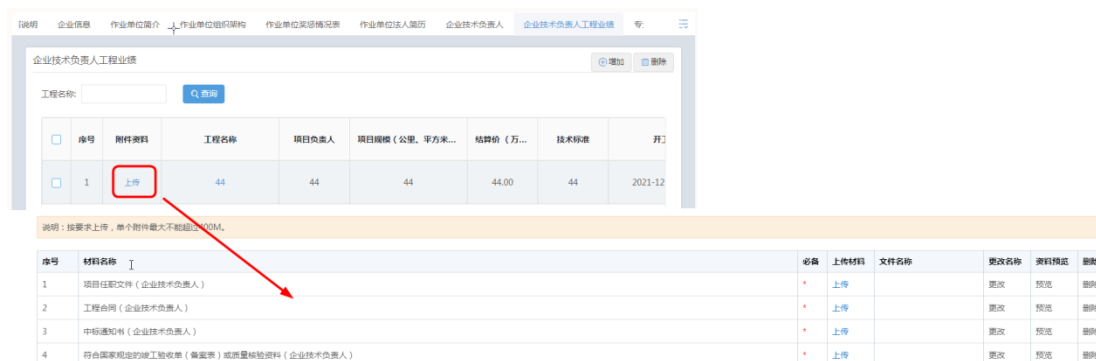 说明 企业信息 作业单位简介 作业单位组织架构 作业单位奖惩情况表 作业单位法人简历 企业技术负责人 企业技术负责人工程业绩 专:
企业技术负责人工程业绩 增加 删除
工程名称: 查询
序号 附件资料 工程名称 项目负责人 项目规模(公里、平方米... 结算价(万... 技术标准 开工
1 上传 44 44 44 44.00 44 2021-12
说明:按要求上传,单个附件最大不能超过400M。
序号 材料名称 必备 上传材料 文件名称 更改名称 资料预览 删除
1 项目任职文件(企业技术负责人) * 上传 更改 预览 删除
2 工程合同(企业技术负责人) * 上传 更改 预览 删除
3 中标通知书(企业技术负责人) * 上传 更改 预览 删除
4 符合国家规定的竣工验收单(备案表)或质量核验资料(企业技术负责人) * 上传 更改 预览 删除